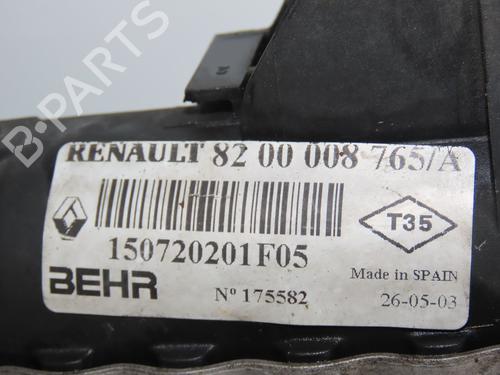 RENAULT 82 00 008 765/A
T35
150720201F05
Made in SPAIN
BEHR
Nº 175582
26-05-03
B-PARTS